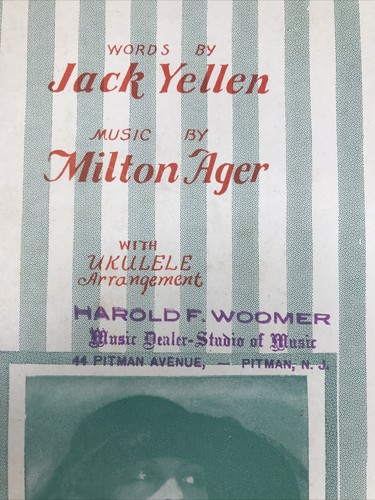 WORDS BY
Jack Yellen
MUSIC BY
Milton Ager
WITH
UKULELE
Arrangement
HAROLD F. WOOMER
Music Dealer-Studio of Music
44 PITMAN AVENUE, — PITMAN, N. J.